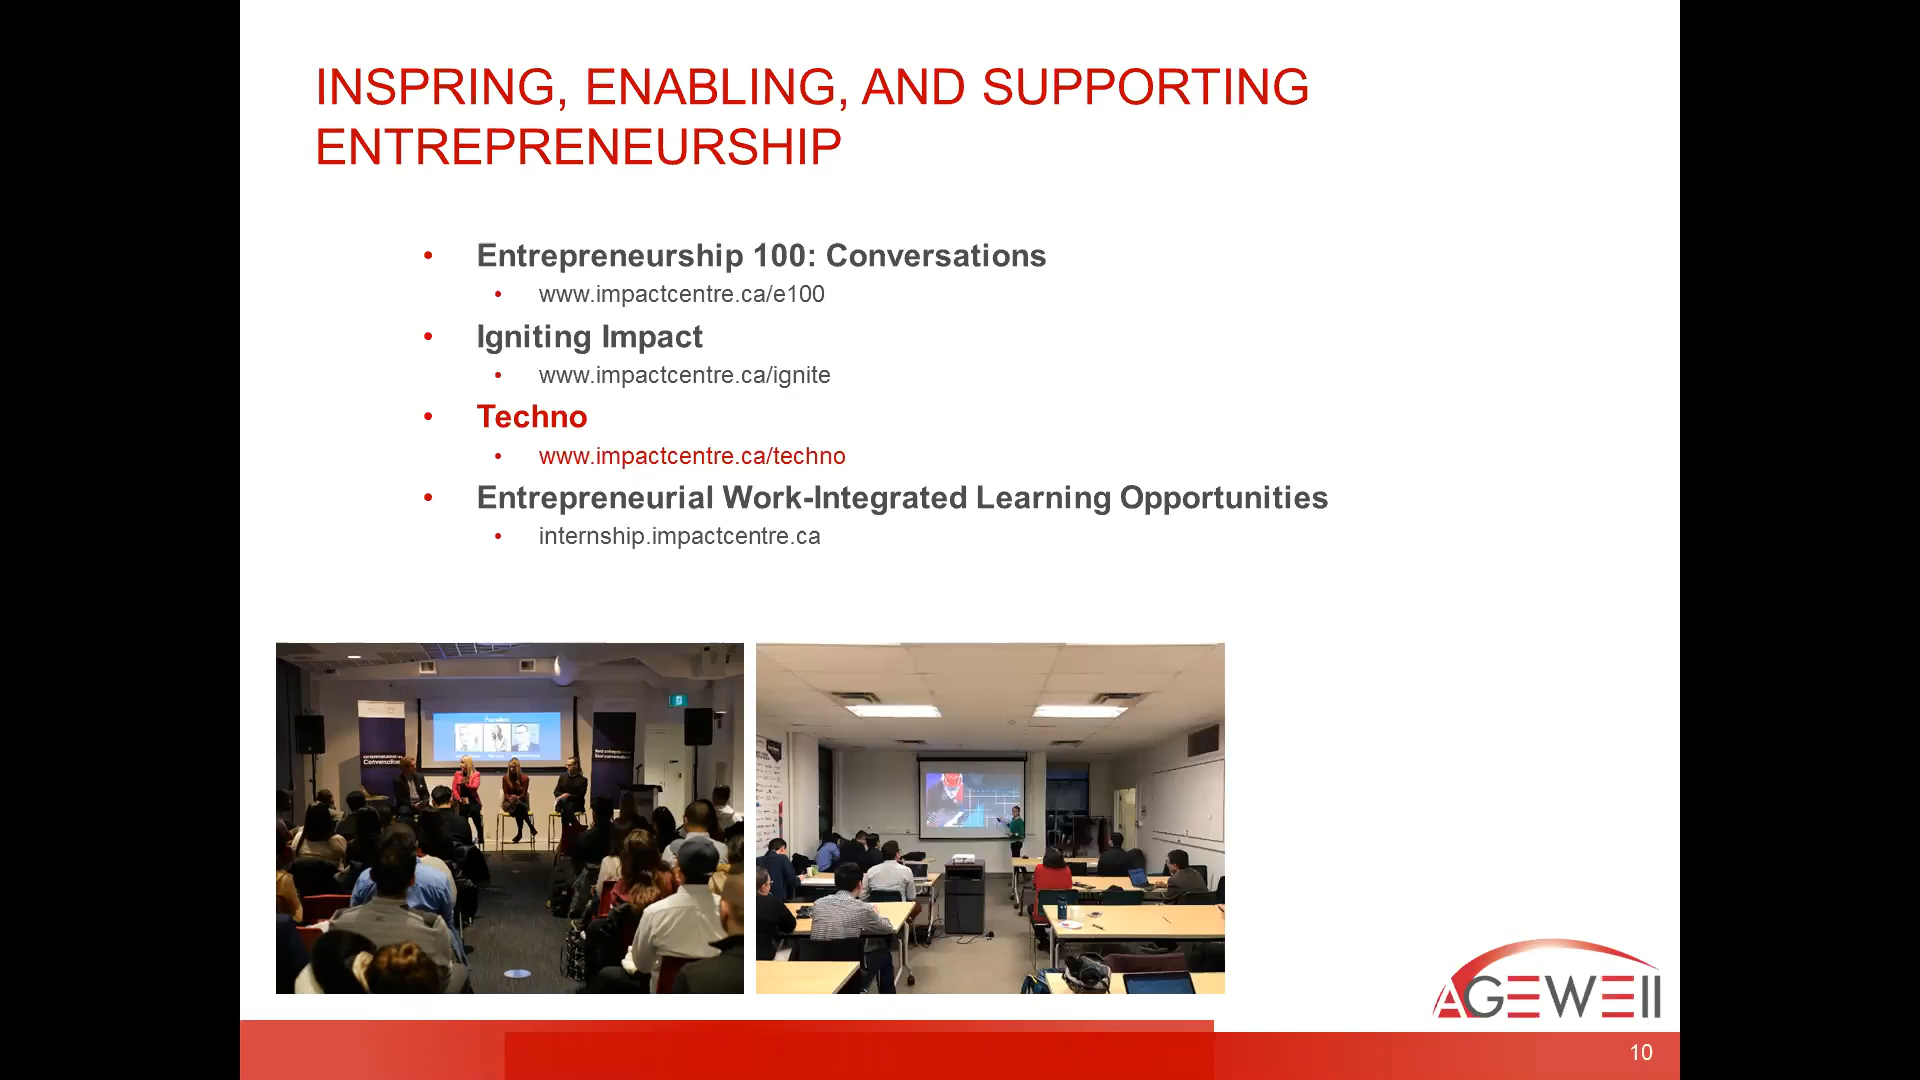 INSPRING, ENABLING, AND SUPPORTING
ENTREPRENEURSHIP
• Entrepreneurship 100: Conversations
• www.impactcentre.ca/e100
• Igniting Impact
• www.impactcentre.ca/ignite
• Techno
• www.impactcentre.ca/techno
• Entrepreneurial Work-Integrated Learning Opportunities
• internship.impactcentre.ca
Conversations
AGEWELL
10